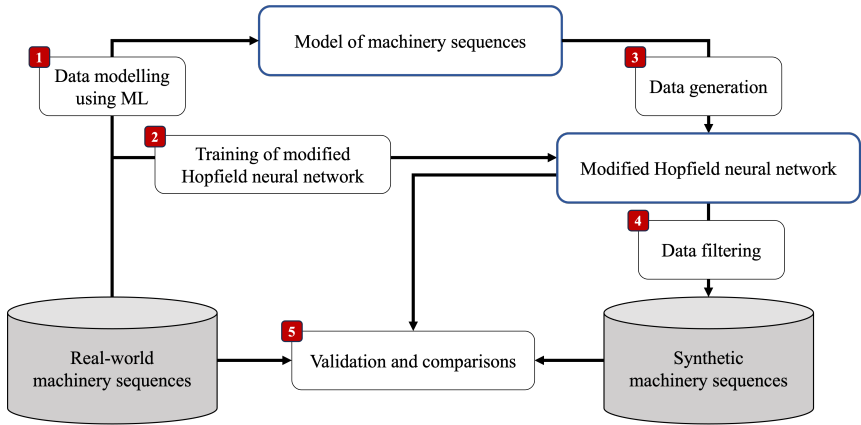 1
Data modelling
using ML
Model of machinery sequences
3
Data generation
2
Training of modified
Hopfield neural network
Modified Hopfield neural network
4
Data filtering
Real-world
machinery sequences
5
Validation and comparisons
Synthetic
machinery sequences